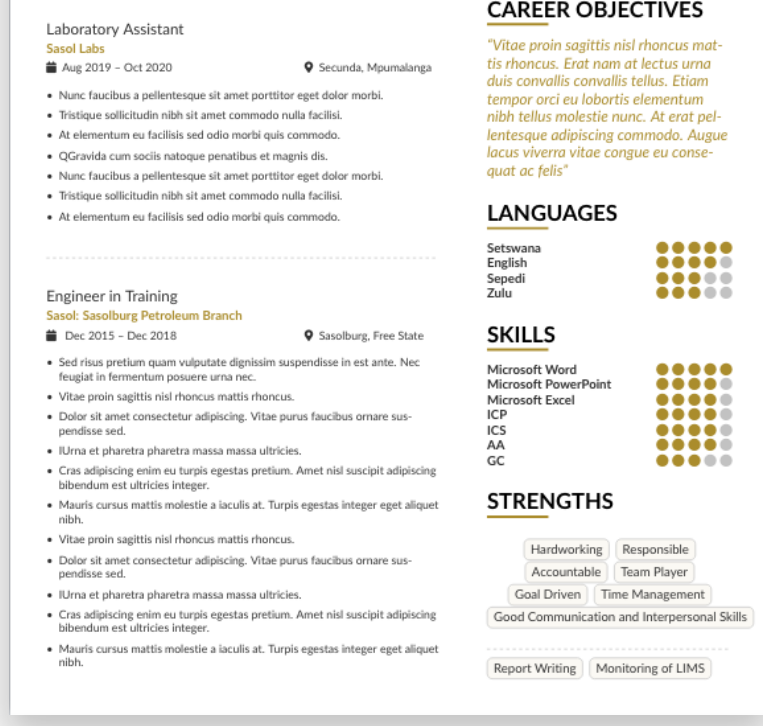 Laboratory Assistant
Sasol Labs
Aug 2019 – Oct 2020 Secunda, Mpumalanga
• Nunc faucibus a pellentesque sit amet porttitor eget dolor morbi.
• Tristique sollicitudin nibh sit amet commodo nulla facilisi.
• At elementum eu facilisis sed odio morbi quis commodo.
• QGravida cum sociis natoque penatibus et magnis dis.
• Nunc faucibus a pellentesque sit amet porttitor eget dolor morbi.
• Tristique sollicitudin nibh sit amet commodo nulla facilisi.
• At elementum eu facilisis sed odio morbi quis commodo.
Engineer in Training
Sasol: Sasolburg Petroleum Branch
Dec 2015 – Dec 2018 Sasolburg, Free State
• Sed risus pretium quam vulputate dignissim suspendisse in est ante. Nec
feugiat in fermentum posuere urna nec.
• Vitae proin sagittis nisl rhoncus mattis rhoncus.
• Dolor sit amet consectetur adipiscing. Vitae purus faucibus ornare sus-
pendisse sed.
• IUrna et pharetra pharetra massa massa ultricies.
• Cras adipiscing enim eu turpis egestas pretium. Amet nisl suscipit adipiscing
bibendum est ultricies integer.
• Mauris cursus mattis molestie a iaculis at. Turpis egestas integer eget aliquet
nibh.
• Vitae proin sagittis nisl rhoncus mattis rhoncus.
• Dolor sit amet consectetur adipiscing. Vitae purus faucibus ornare sus-
pendisse sed.
• IUrna et pharetra pharetra massa massa ultricies.
• Cras adipiscing enim eu turpis egestas pretium. Amet nisl suscipit adipiscing
bibendum est ultricies integer.
• Mauris cursus mattis molestie a iaculis at. Turpis egestas integer eget aliquet
nibh.
CAREER OBJECTIVES
“Vitae proin sagittis nisl rhoncus mat-
tis rhoncus. Erat nam at lectus urna
duis convallis convallis tellus. Etiam
tempor orci eu lobortis elementum
nibh tellus molestie nunc. At erat pel-
lentesque adipiscing commodo. Augue
lacus viverra vitae congue eu conse-
quat ac felis”
LANGUAGES
Setswana
English
Sepedi
Zulu
SKILLS
Microsoft Word
Microsoft PowerPoint
Microsoft Excel
ICP
ICS
AA
GC
STRENGTHS
Hardworking Responsible
Accountable Team Player
Goal Driven Time Management
Good Communication and Interpersonal Skills
Report Writing Monitoring of LIMS